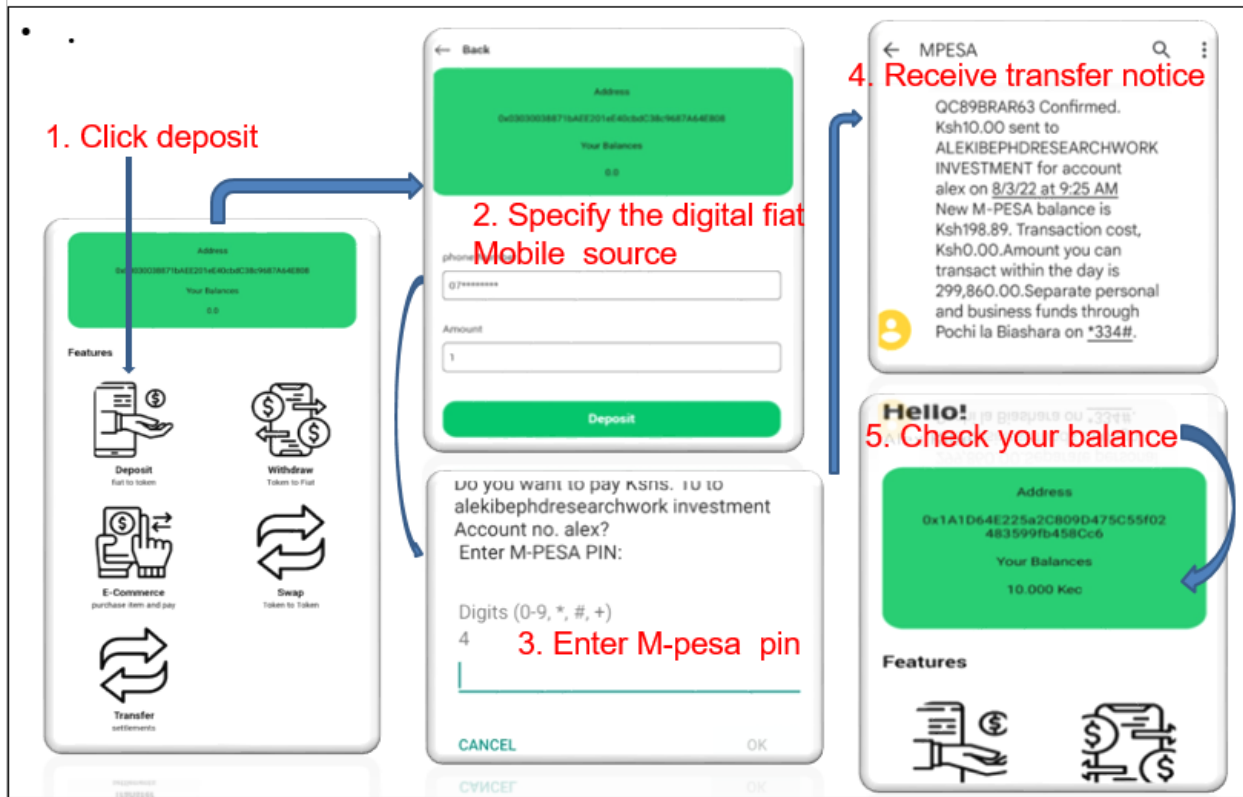 1. Click deposit
Address
Your Balances
0.0
Features
Deposit
fiat to token
Withdraw
Token to Fiat
E-Commerce
purchase item and pay
Swap
Token to Token
Transfer
settlements
← Back
Address
0x03030038871bAEE201eE40cbdC38c9687A64E808
Your Balances
0.0
2. Specify the digital fiat
Mobile source
phone
07********
Amount
1
Deposit
Do you want to pay Kshs. 10 to
alekibephdresearchwork investment
Account no. alex?
Enter M-PESA PIN:
Digits (0-9, *, #, +)
4
3. Enter M-pesa pin
CANCEL
OK
MPESA
4. Receive transfer notice
QC89BRAR63 Confirmed.
Ksh10.00 sent to
ALEKIBEPHDRESEARCHWORK
INVESTMENT for account
alex on 8/3/22 at 9:25 AM
New M-PESA balance is
Ksh198.89. Transaction cost,
Ksh0.00.Amount you can
transact within the day is
299,860.00.Separate personal
and business funds through
Pochi la Biashara on *334#.
Hello!
5. Check your balance
Address
0x1A1D64E225a2C809D475C55f02
483599fb458Cc6
Your Balances
10.000 Kec
Features